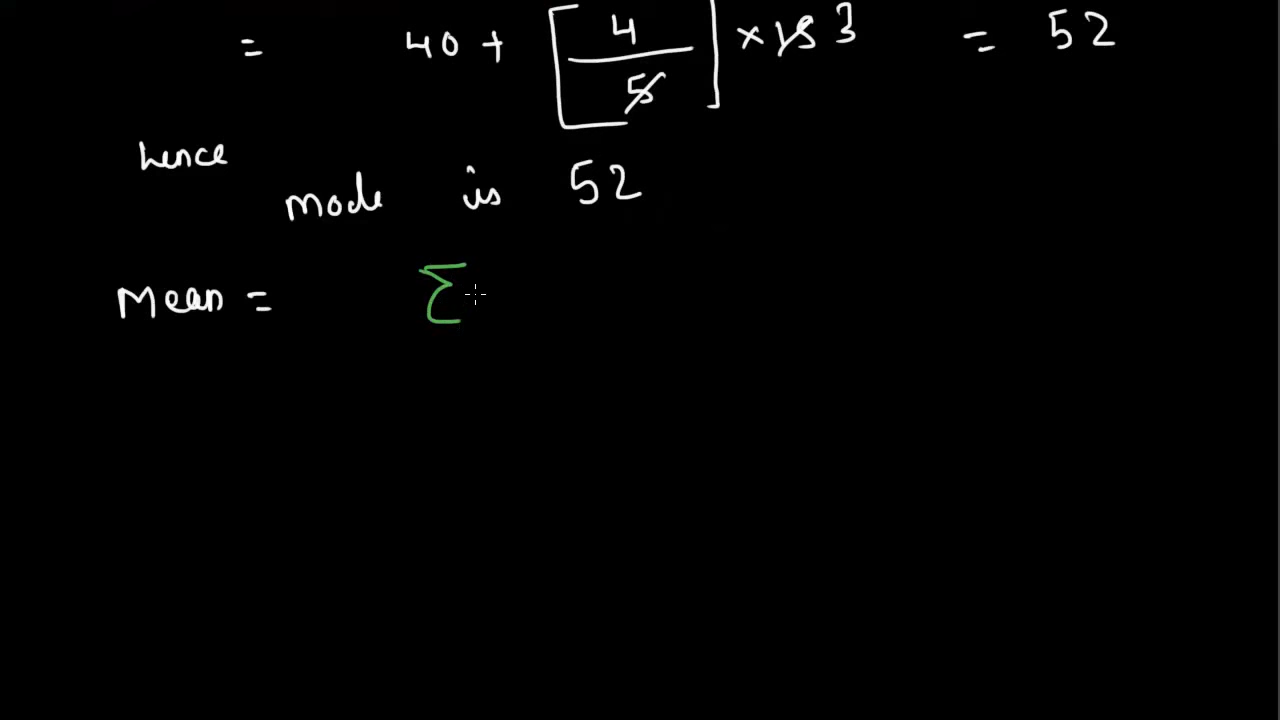 = 40 + [4/5] × 15 3 = 52
hence
mode is 52
Mean = Σ